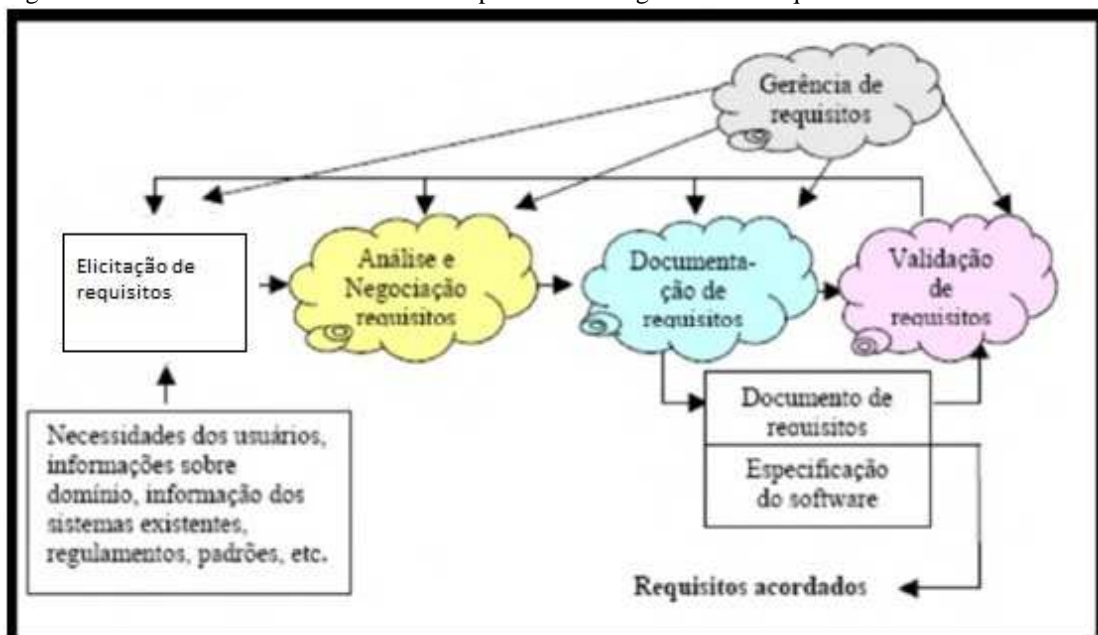 Gerência de
requisitos
Elicitação de
requisitos
Análise e
Negociação
requisitos
Documenta-
ção de
requisitos
Validação
de
requisitos
Necessidades dos usuários,
informações sobre
domínio, informação dos
sistemas existentes,
regulamentos, padrões, etc.
Documento de
requisitos
Especificação
do software
Requisitos acordados